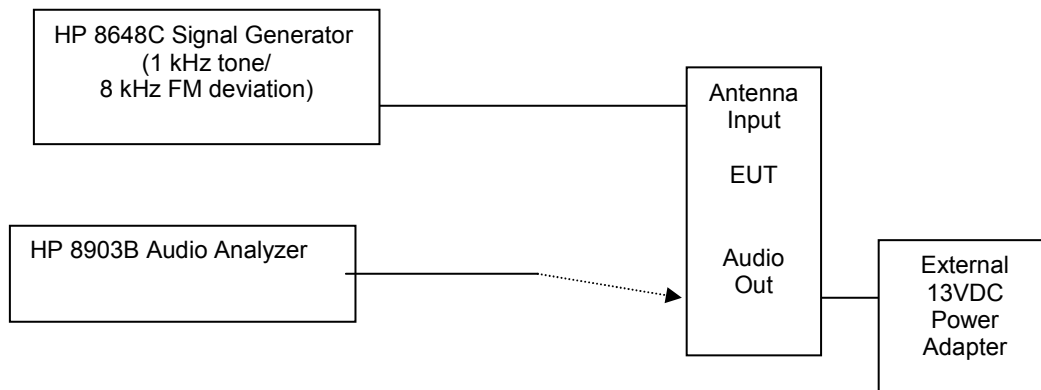 HP 8648C Signal Generator
(1 kHz tone/
8 kHz FM deviation)
Antenna
Input
EUT
HP 8903B Audio Analyzer
Audio
Out
External
13VDC
Power
Adapter